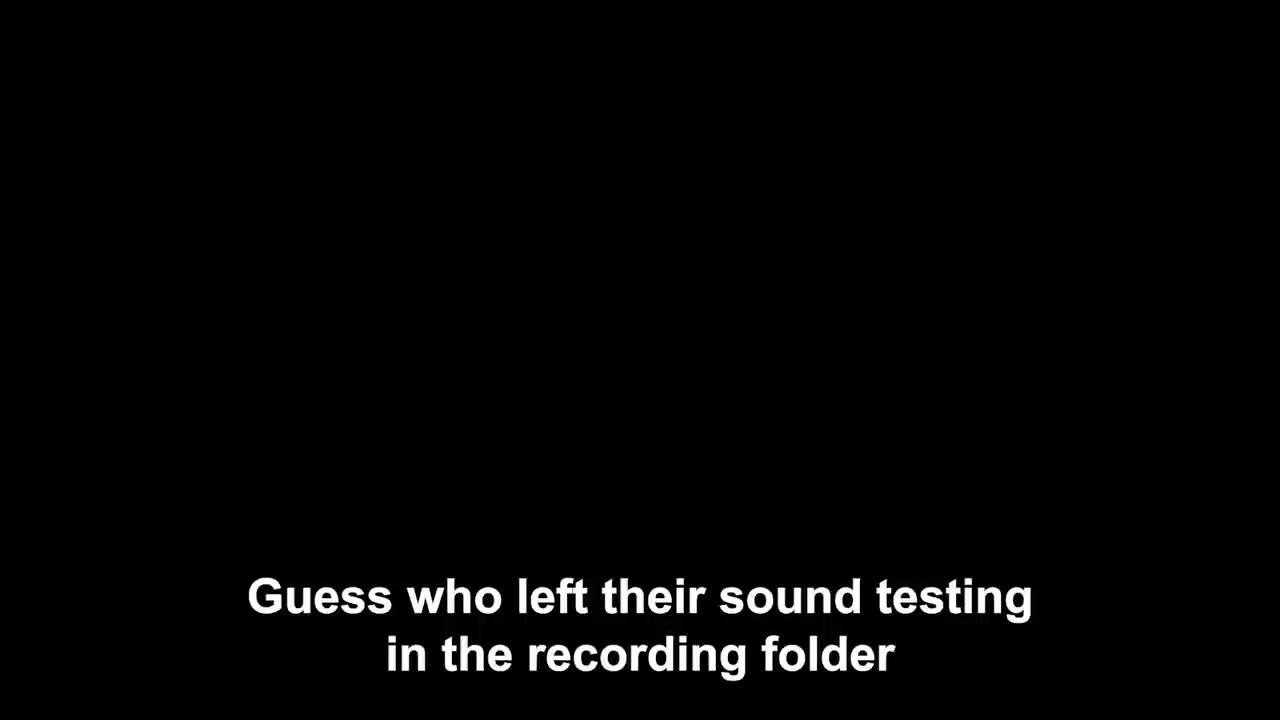 Guess who left their sound testing
in the recording folder